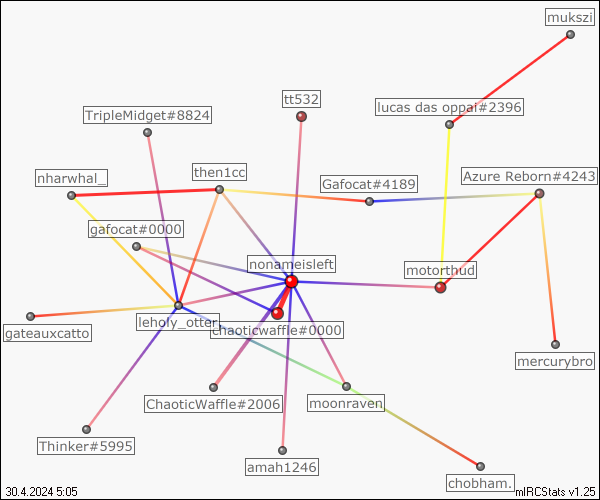 mukszi
tt532
lucas das oppai#2396
TripleMidget#8824
then1cc
nharwhal_
Gafocat#4189
Azure Reborn#4243
gafocat#0000
nonameisleft
motorthud
leholy_otter
chaoticwaffle#0000
gateauxcatto
mercurybro
ChaoticWaffle#2006
moonraven
Thinker#5995
amah1246
chobham.
30.4.2024 5:05
mIRCStats v1.25